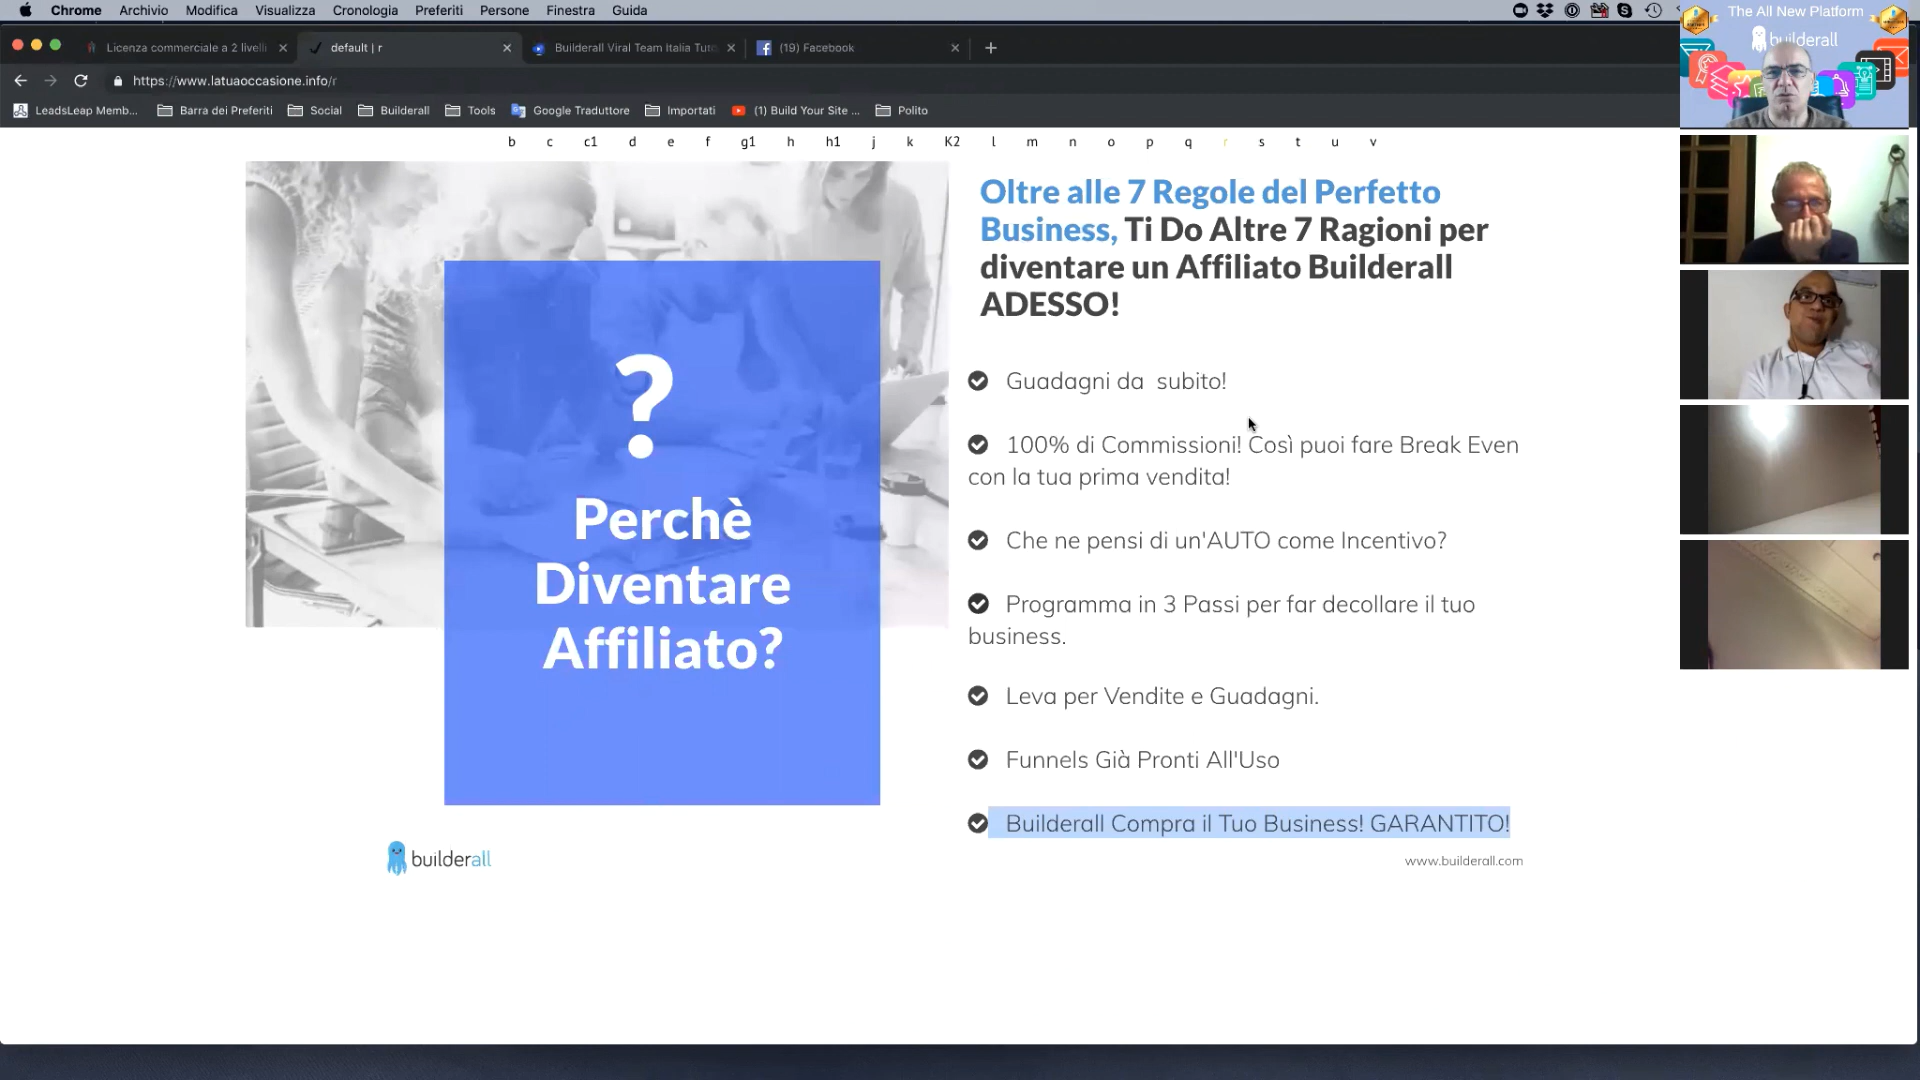 Chrome Archivio Modifica Visualizza Cronologia Preferiti Persone Finestra Guida
Licenza commerciale a 2 livelli
default | r
Builderall Viral Team Italia Tuto
(19) Facebook
https://www.latuaoccasione.info/r
LeadsLeap Memb... Barra dei Preferiti Social Builderall Tools Google Traduttore Importati (1) Build Your Site ... Polito
b c c1 d e f g1 h h1 j k K2 l m n o p q r s t u v
Oltre alle 7 Regole del Perfetto
Business, Ti Do Altre 7 Ragioni per
diventare un Affiliato Builderall
ADESSO!
?
Perchè
Diventare
Affiliato?
Guadagni da subito!
100% di Commissioni! Così puoi fare Break Even
con la tua prima vendita!
Che ne pensi di un'AUTO come Incentivo?
Programma in 3 Passi per far decollare il tuo
business.
Leva per Vendite e Guadagni.
Funnels Già Pronti All'Uso
Builderall Compra il Tuo Business! GARANTITO!
builderall
www.builderall.com
The All New Platform
builderall